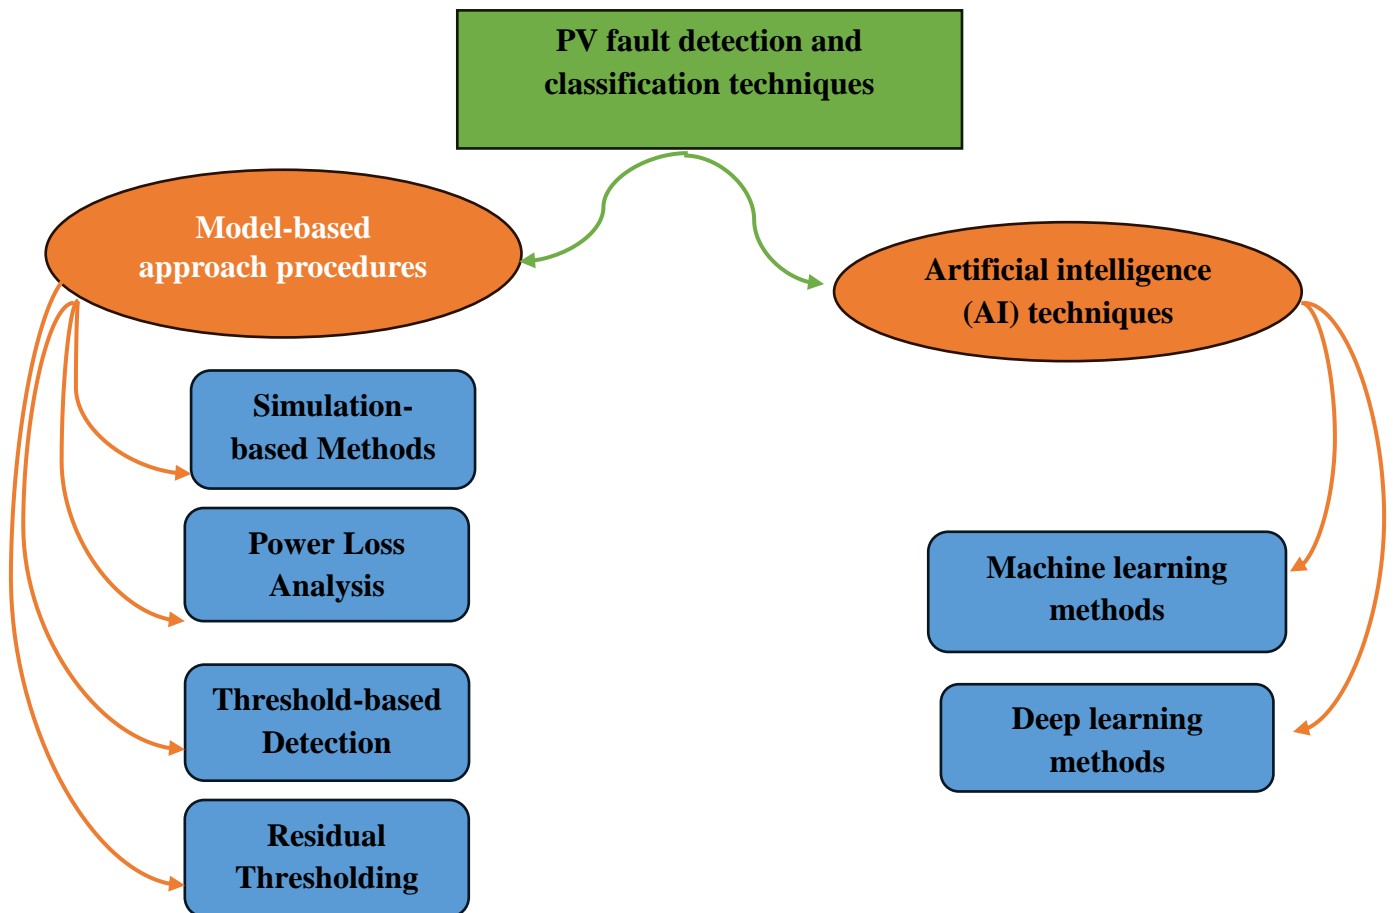 PV fault detection and
classification techniques
Model-based
approach procedures
Artificial intelligence
(AI) techniques
Simulation-
based Methods
Power Loss
Analysis
Threshold-based
Detection
Residual
Thresholding
Machine learning
methods
Deep learning
methods